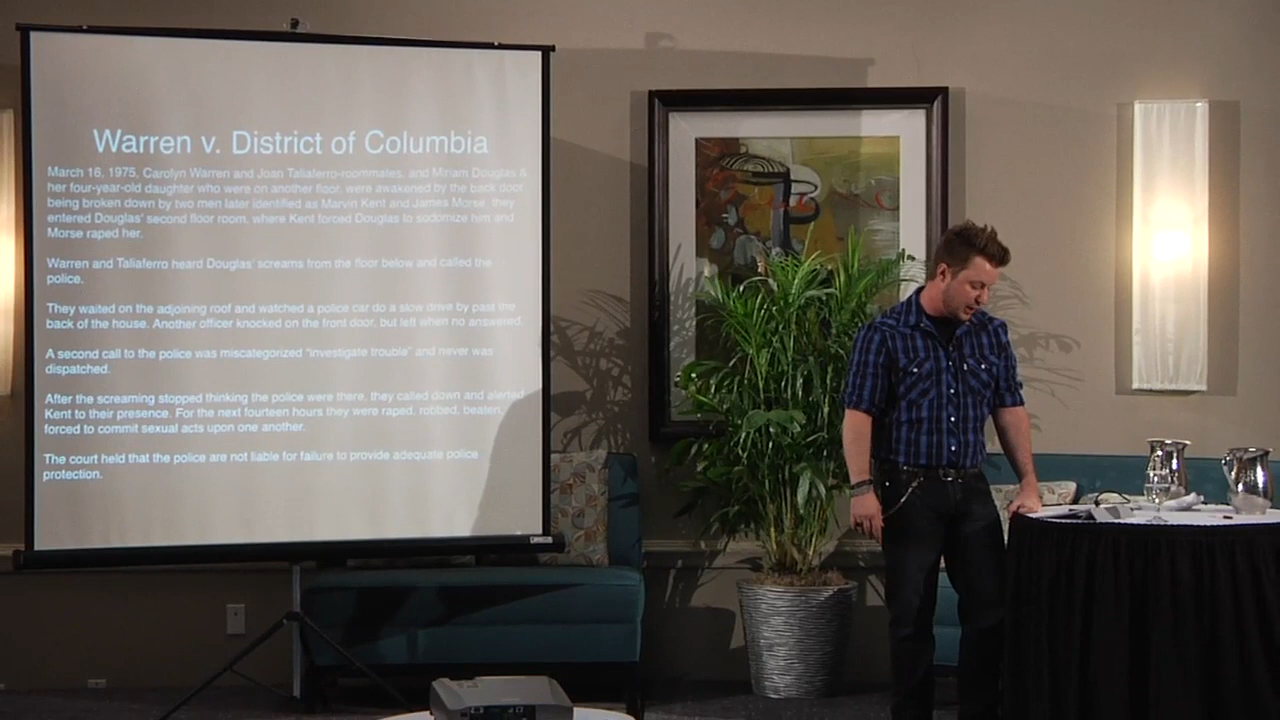 Warren v. District of Columbia
March 16, 1975, Carolyn Warren and Joan Taliaferro-roommates, and Miriam Douglas &
her four-year-old daughter who were on another floor, were awakened by the back door
being broken down by two men later identified as Marvin Kent and James Morse, they
entered Douglas' second floor room, where Kent forced Douglas to sodomize him and
Morse raped her.
Warren and Taliaferro heard Douglas' screams from the floor below and called the
police.
They waited on the adjoining roof and watched a police car do a slow drive by past the
back of the house. Another officer knocked on the front door, but left when no answered.
A second call to the police was miscategorized "investigate trouble" and never was
dispatched.
After the screaming stopped thinking the police were there, they called down and alerted
Kent to their presence. For the next fourteen hours they were raped, robbed, beaten,
forced to commit sexual acts upon one another.
The court held that the police are not liable for failure to provide adequate police
protection.